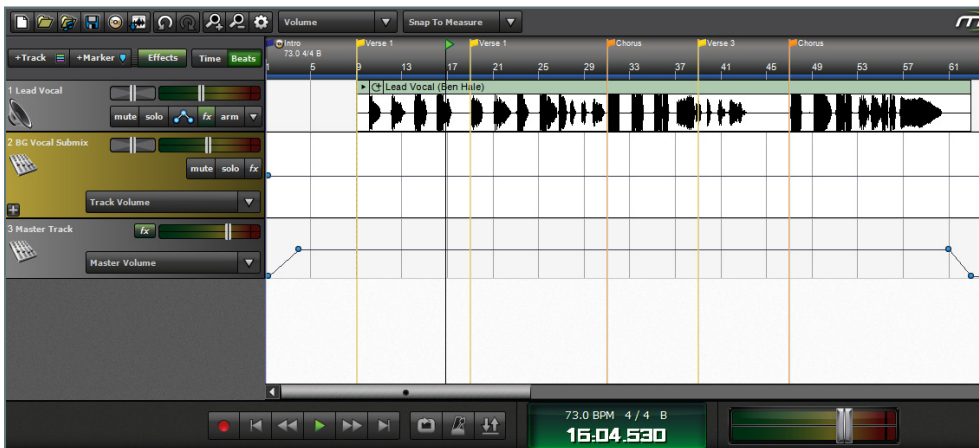 Volume Snap To Measure m
+Track +Marker Effects Time Beats
Intro Verse 1 Verse 1 Chorus Verse 3 Chorus
73.0 4/4 B
1 5 9 13 17 19 21 25 29 33 37 41 45 49 53 57 61
1 Lead Vocal
Lead Vocal (Ben Hale)
mute solo fx arm
2 BG Vocal Submix
mute solo fx
Track Volume
3 Master Track fx
Master Volume
73.0 BPM 4 / 4 B
16:04.530